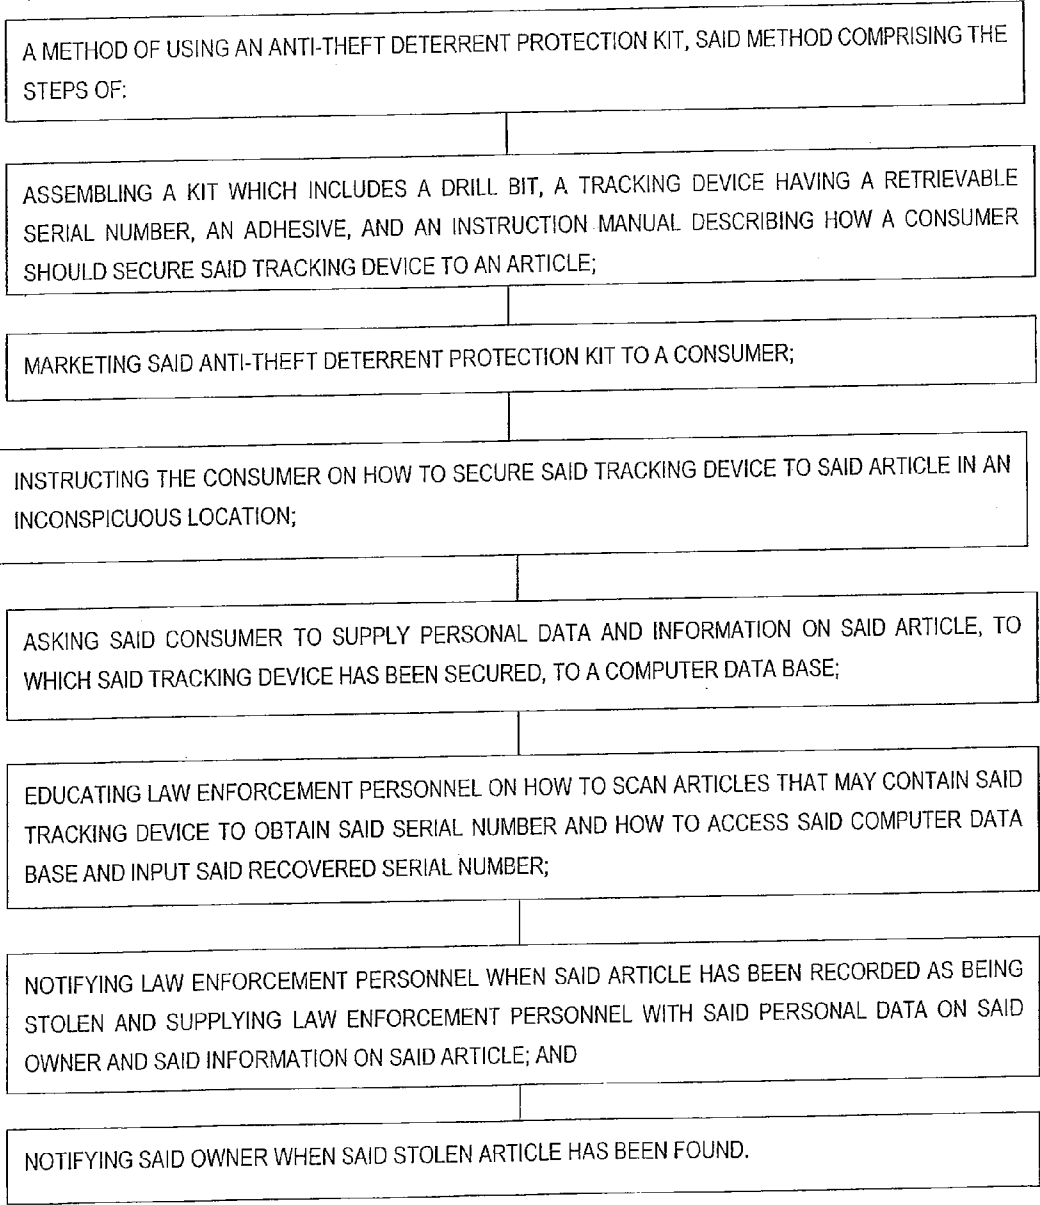 A METHOD OF USING AN ANTI-THEFT DETERRENT PROTECTION KIT, SAID METHOD COMPRISING THE
STEPS OF:
ASSEMBLING A KIT WHICH INCLUDES A DRILL BIT, A TRACKING DEVICE HAVING A RETRIEVABLE
SERIAL NUMBER, AN ADHESIVE, AND AN INSTRUCTION MANUAL DESCRIBING HOW A CONSUMER
SHOULD SECURE SAID TRACKING DEVICE TO AN ARTICLE;
MARKETING SAID ANTI-THEFT DETERRENT PROTECTION KIT TO A CONSUMER;
INSTRUCTING THE CONSUMER ON HOW TO SECURE SAID TRACKING DEVICE TO SAID ARTICLE IN AN
INCONSPICUOUS LOCATION;
ASKING SAID CONSUMER TO SUPPLY PERSONAL DATA AND INFORMATION ON SAID ARTICLE, TO
WHICH SAID TRACKING DEVICE HAS BEEN SECURED, TO A COMPUTER DATA BASE;
EDUCATING LAW ENFORCEMENT PERSONNEL ON HOW TO SCAN ARTICLES THAT MAY CONTAIN SAID
TRACKING DEVICE TO OBTAIN SAID SERIAL NUMBER AND HOW TO ACCESS SAID COMPUTER DATA
BASE AND INPUT SAID RECOVERED SERIAL NUMBER;
NOTIFYING LAW ENFORCEMENT PERSONNEL WHEN SAID ARTICLE HAS BEEN RECORDED AS BEING
STOLEN AND SUPPLYING LAW ENFORCEMENT PERSONNEL WITH SAID PERSONAL DATA ON SAID
OWNER AND SAID INFORMATION ON SAID ARTICLE; AND
NOTIFYING SAID OWNER WHEN SAID STOLEN ARTICLE HAS BEEN FOUND.